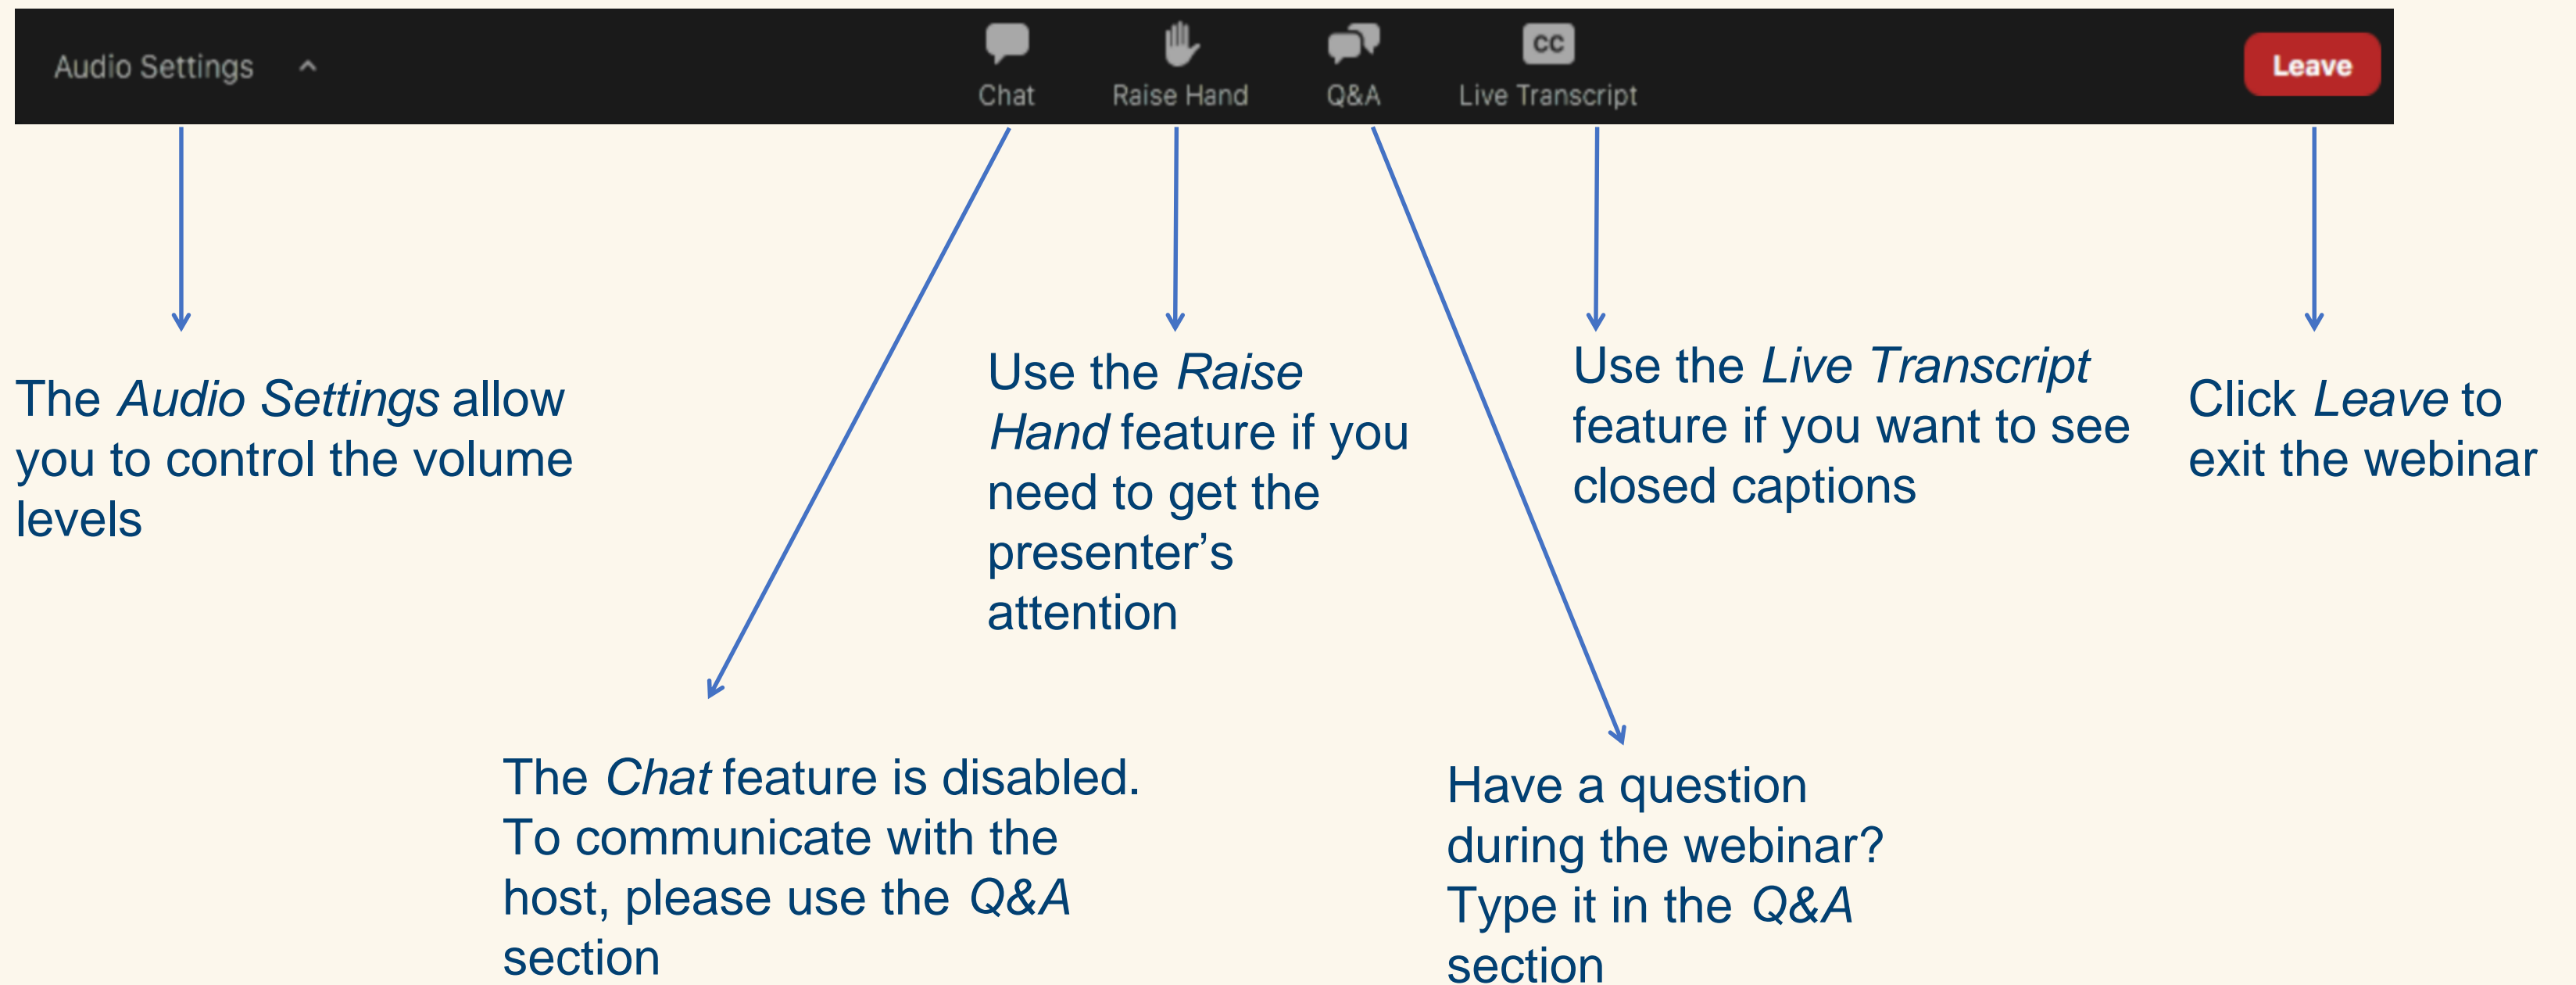 Audio Settings
Chat
Raise Hand
Q&A
CC
Live Transcript
Leave
The Audio Settings allow
you to control the volume
levels
Use the Raise
Hand feature if you
need to get the
presenter’s
attention
Use the Live Transcript
feature if you want to see
closed captions
Click Leave to
exit the webinar
The Chat feature is disabled.
To communicate with the
host, please use the Q&A
section
Have a question
during the webinar?
Type it in the Q&A
section